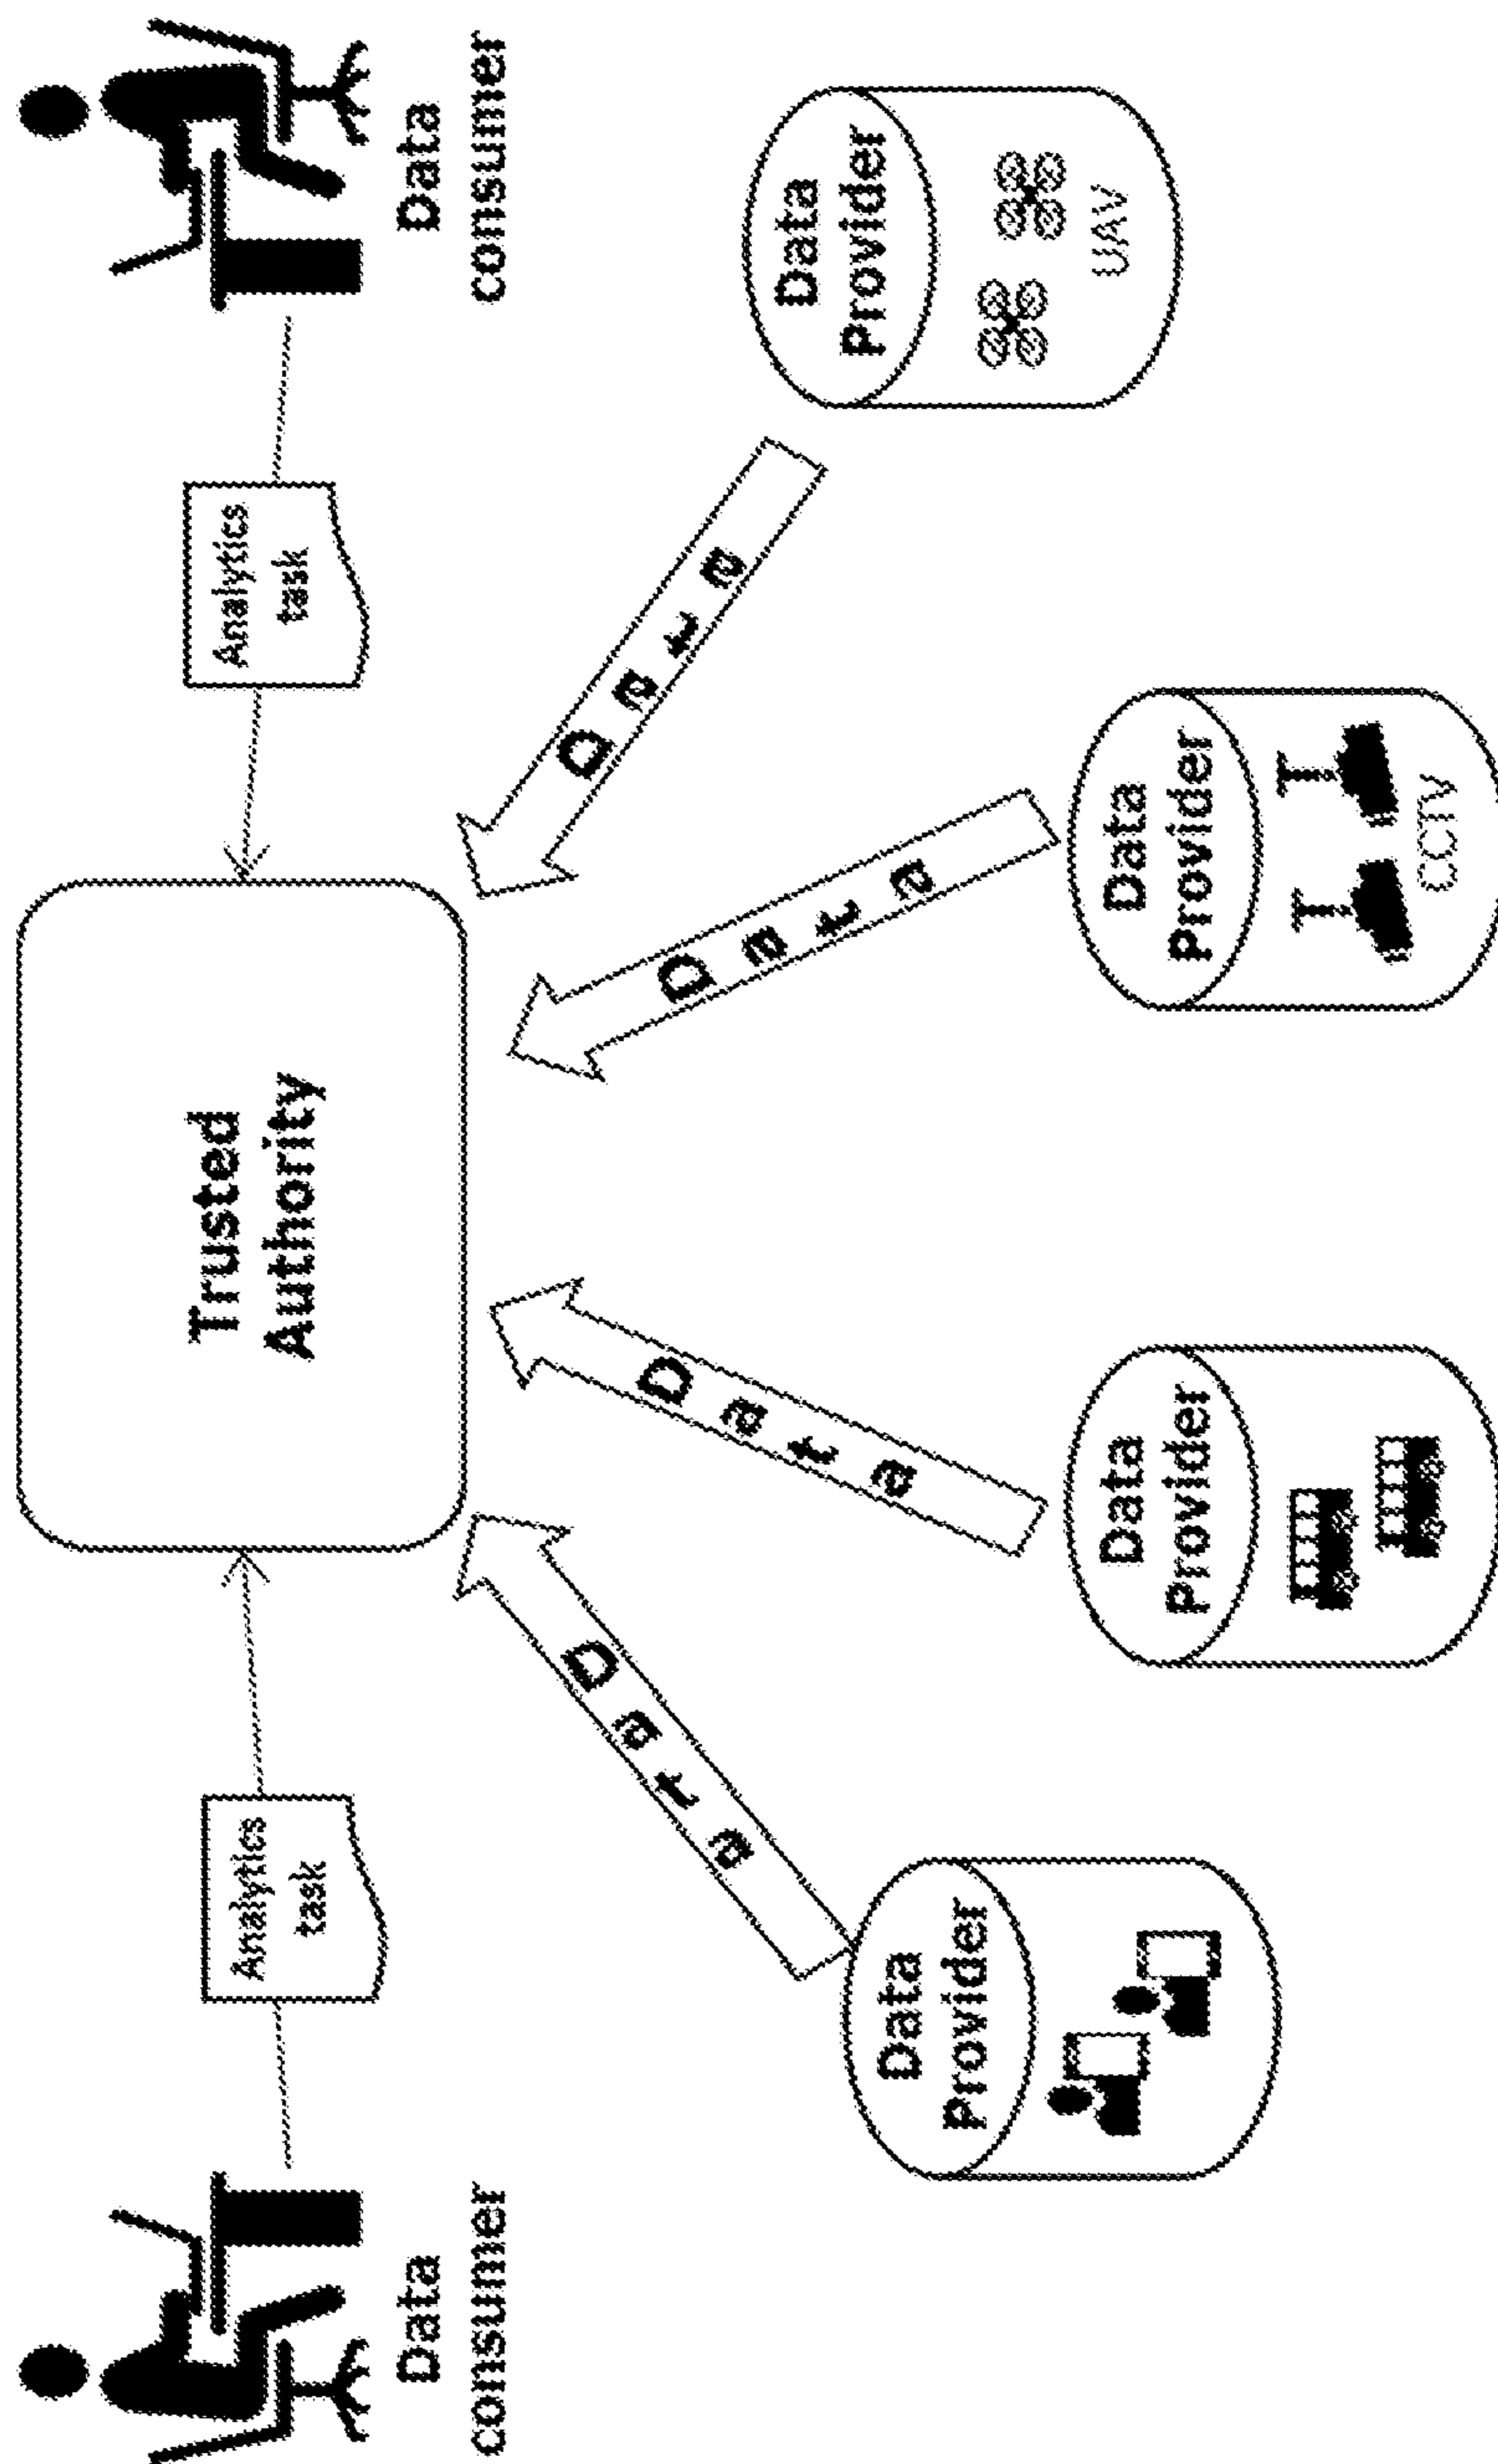 Data
consumer
Analytics
task
Trusted
Authority
Analytics
task
Data
consumer
Data
Data
Data
Data
Data
Provider
Data
Provider
Data
Provider
CCTV
Data
Provider
UAV